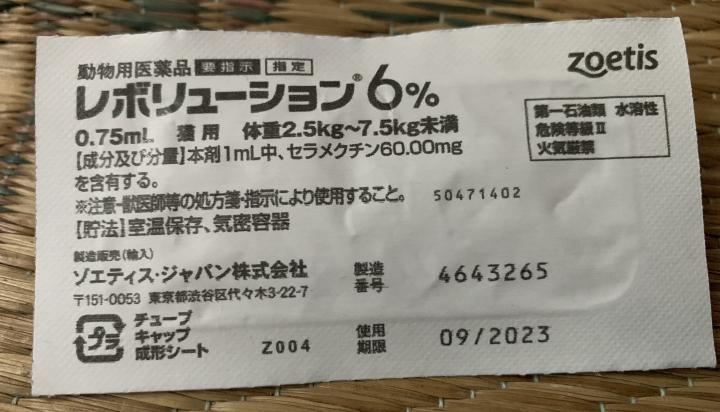 動物用医薬品 要指示 指定
zoetis
レボリューション® 6%
0.75mL 猫用 体重2.5kg~7.5kg未満
【成分及び分量】本剤1mL中、セラメクチン60.00mg
を含有する。
第一石油類 水溶性
危険等級Ⅱ
火気厳禁
※注意-獣医師等の処方箋・指示により使用すること。
50471402
【貯法】室温保存、気密容器
製造販売(輸入)
ゾエティス・ジャパン株式会社
〒151-0053 東京都渋谷区代々木3-22-7
製造
番号
4643265
プラ
チューブ
キャップ
成形シート
Z004
使用
期限
09/2023